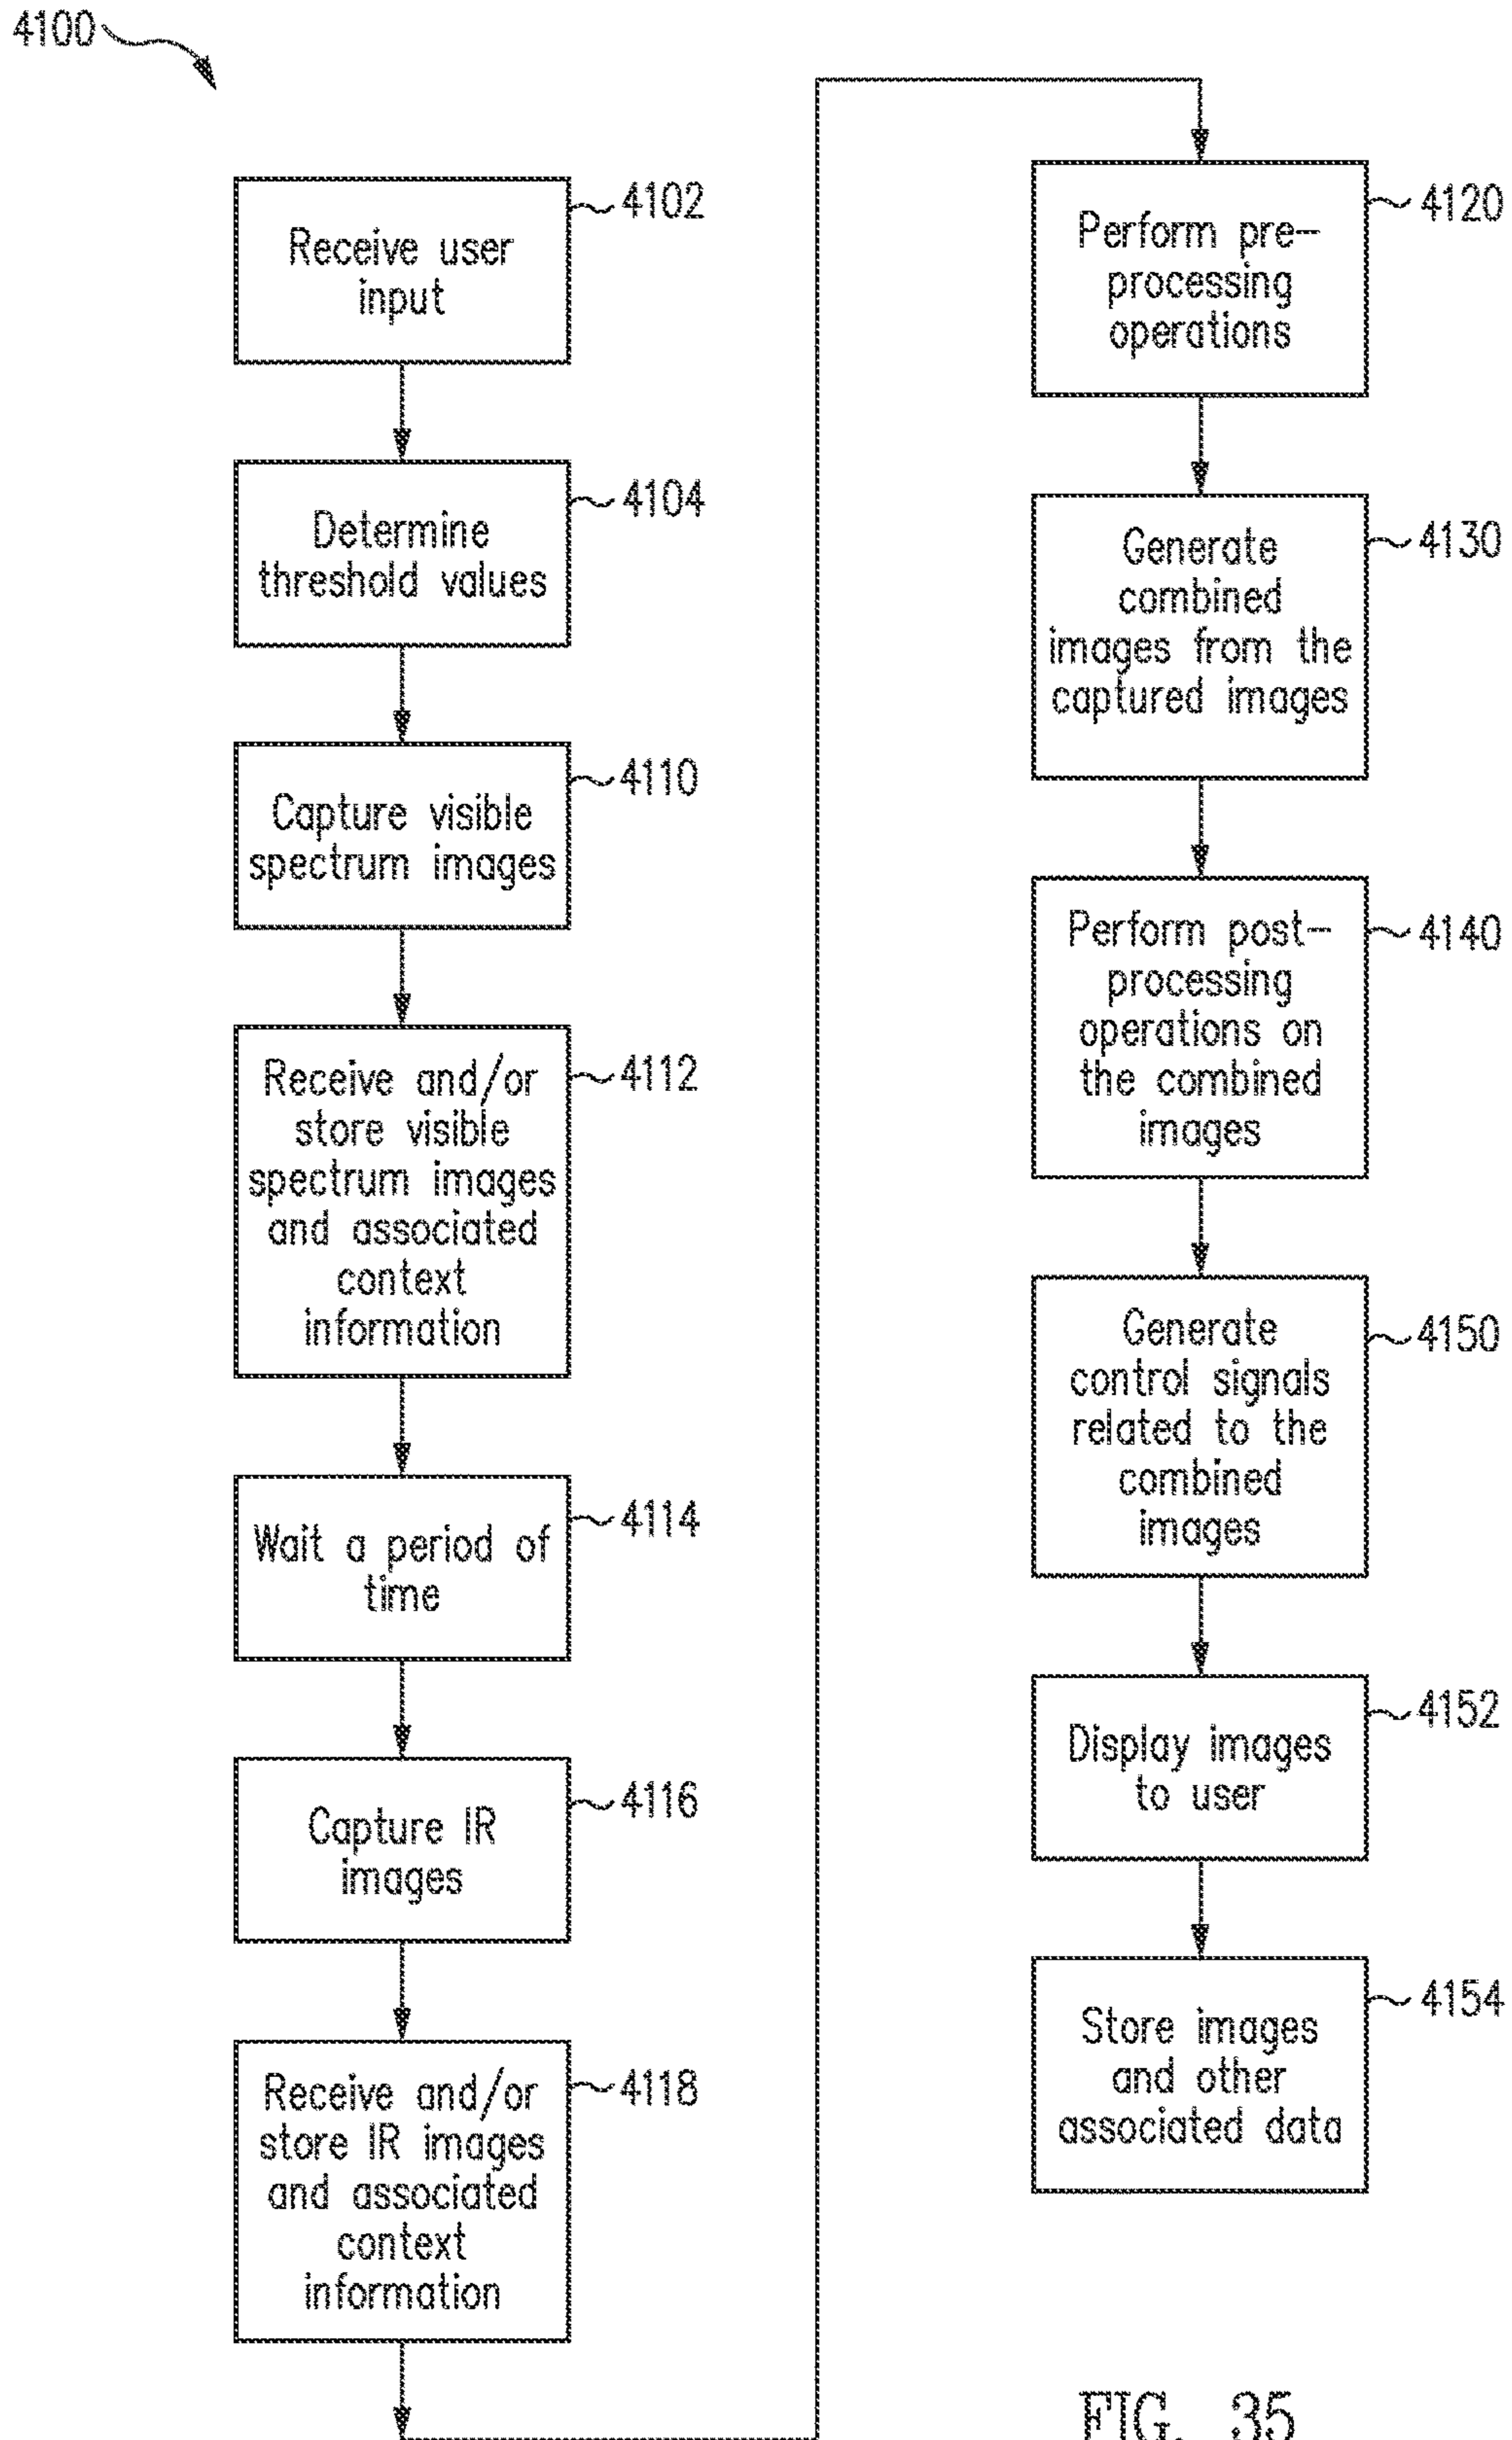 4100
Receive user
input
4102
Determine
threshold values
4104
Capture visible
spectrum images
4110
Receive and/or
store visible
spectrum images
and associated
context
information
4112
Wait a period of
time
4114
Capture IR
images
4116
Receive and/or
store IR images
and associated
context
information
4118
Perform pre-
processing
operations
4120
Generate
combined
images from the
captured images
4130
Perform post-
processing
operations on
the combined
images
4140
Generate
control signals
related to the
combined
images
4150
Display images
to user
4152
Store images
and other
associated data
4154
FIG. 35